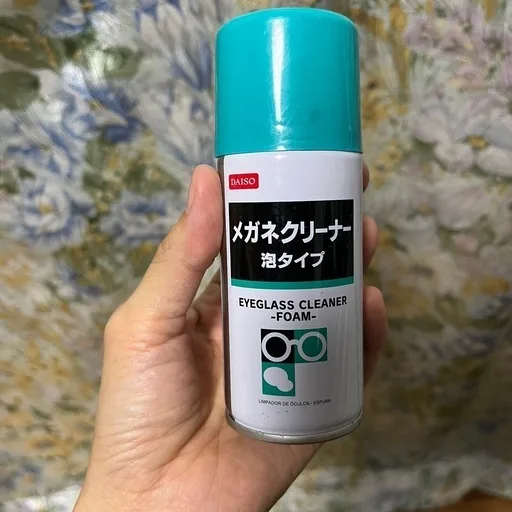 DAISO
メガネクリーナー
泡タイプ
EYEGLASS CLEANER
-FOAM-
LIMPADOR DE ÓCULOS - ESPUMA